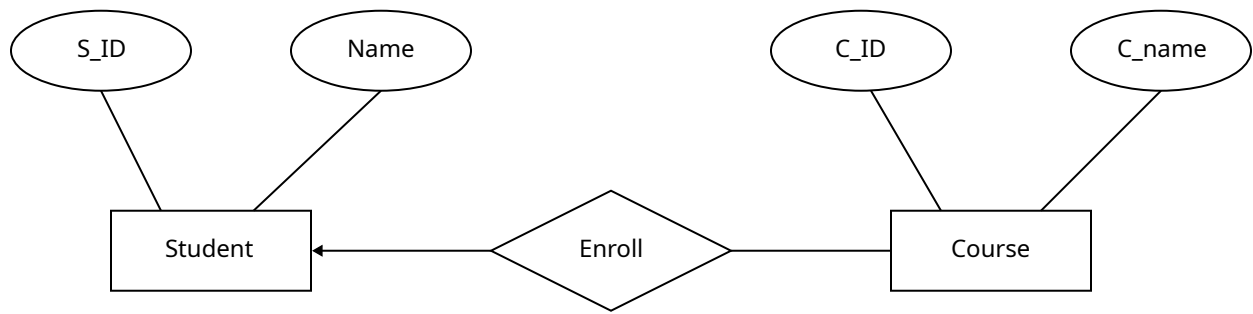 S_ID
Name
C_ID
C_name
Student
Enroll
Course